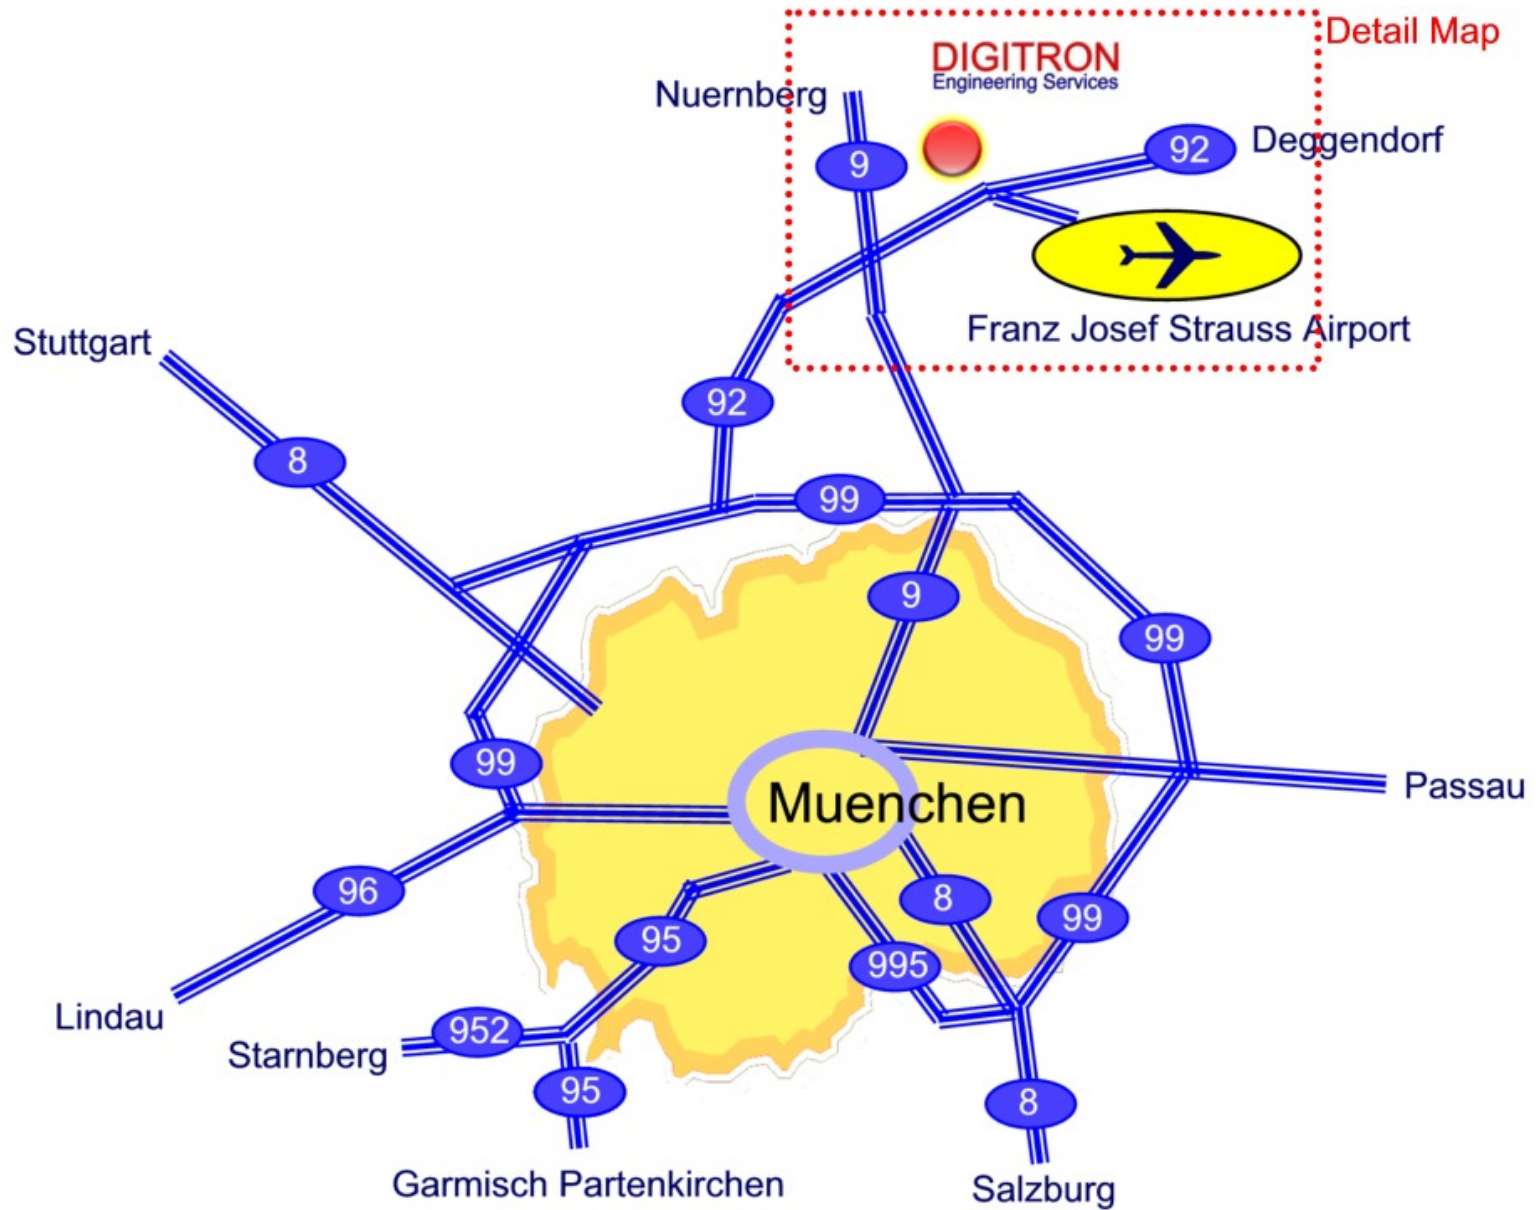 Detail Map
DIGITRON
Engineering Services
Nuernberg
9
92
Deggendorf
Franz Josef Strauss Airport
Stuttgart
92
8
99
9
99
99
Muenchen
Passau
96
8
99
95
995
Lindau
952
Starnberg
95
8
Garmisch Partenkirchen
Salzburg